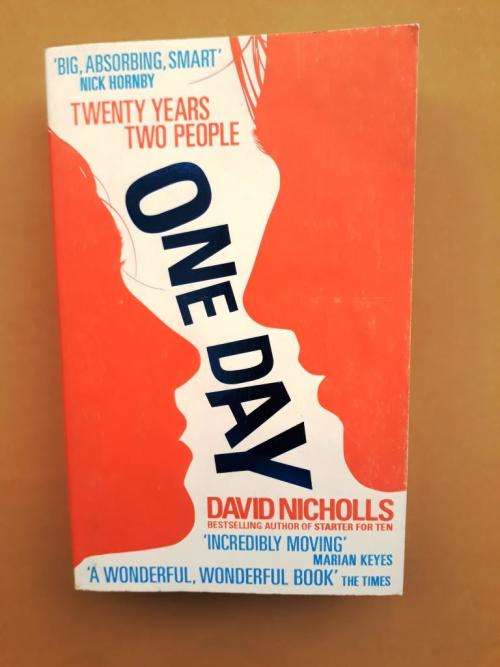 'BIG, ABSORBING, SMART'
NICK HORNBY
TWENTY YEARS
TWO PEOPLE
ONE DAY
DAVID NICHOLLS
BESTSELLING AUTHOR OF STARTER FOR TEN
'INCREDIBLY MOVING'
MARIAN KEYES
'A WONDERFUL, WONDERFUL BOOK' THE TIMES